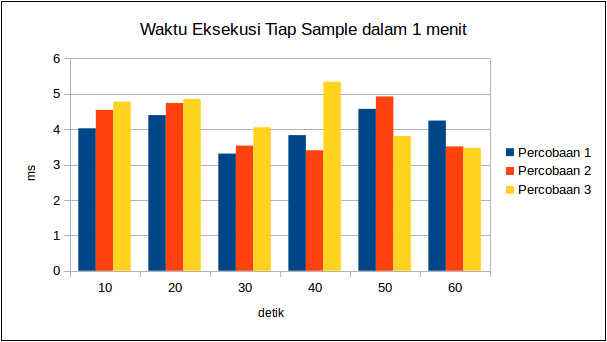 Waktu Eksekusi Tiap Sample dalam 1 menit
6
5
4
3
2
1
0
ms
10 20 30 40 50 60
detik
Percobaan 1
Percobaan 2
Percobaan 3